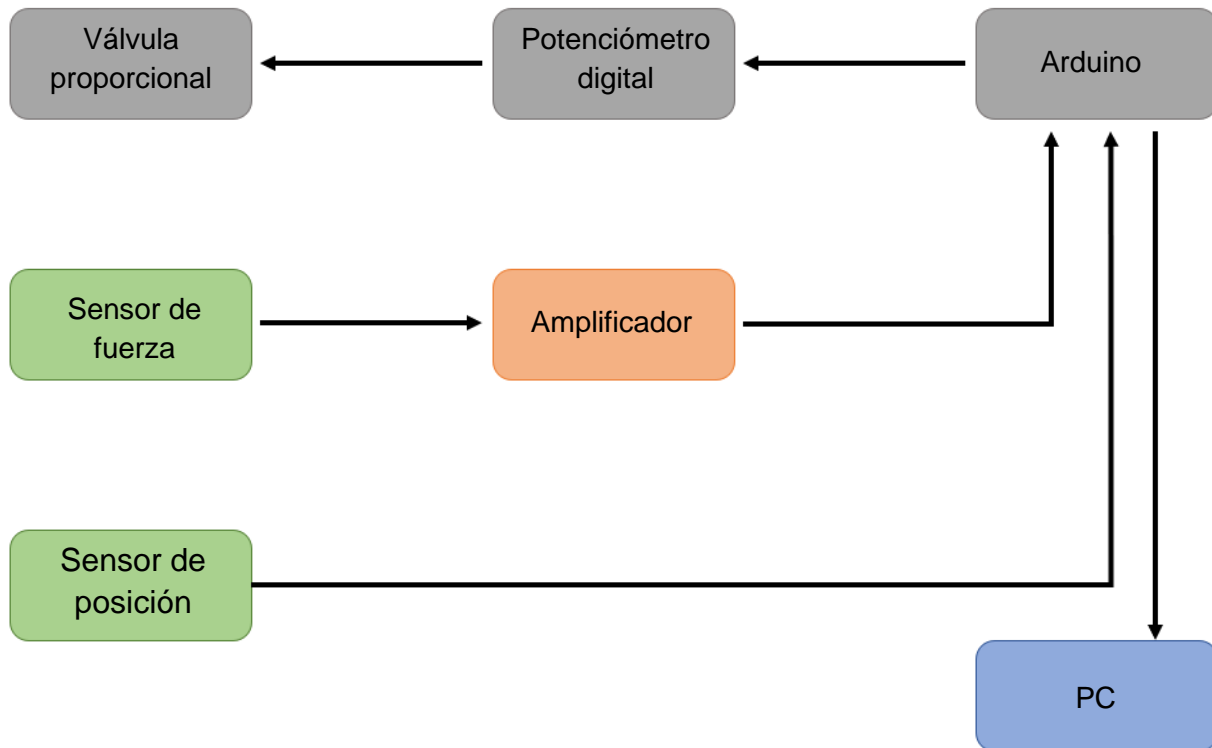 Válvula
proporcional
Potenciómetro
digital
Arduino
Sensor de
fuerza
Amplificador
Sensor de
posición
PC